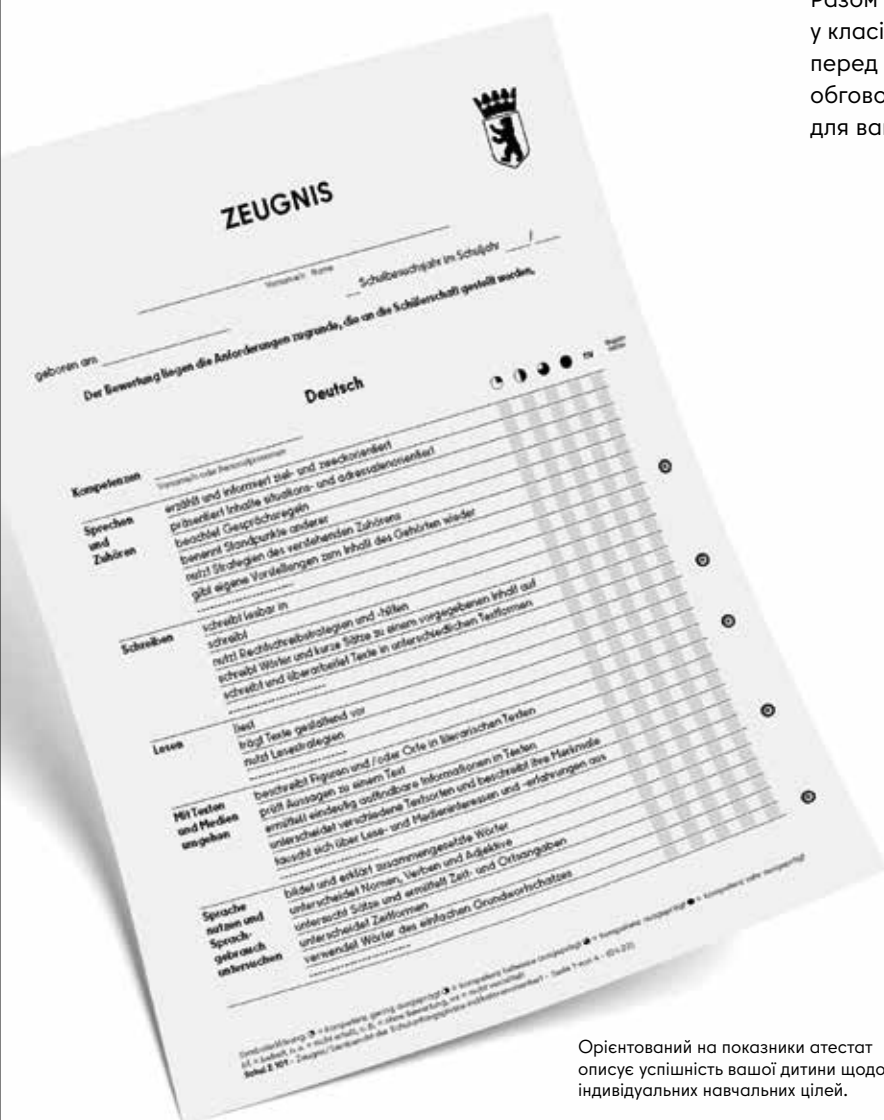 Разом
у класі
перед
обгово
для ваш
ZEUGNIS
Vorname/n Name
Schulbesuchsjahr im Schuljahr ___/___
geboren am
Der Bewertung liegen die Anforderungen zugrunde, die an die Schülerschaft gestellt wurden.
Deutsch
Kompetenzen
Sprechen
und
Zuhören
erzählt und informiert ziel- und zweckorientiert
präsentiert Inhalte situations- und adressatenorientiert
beachtet Gesprächsregeln
benennt Standpunkte anderer
nutzt Strategien des verstehenden Zuhörens
gibt eigene Vorstellungen zum Inhalt des Gehörten wieder
Schreiben
schreibt lesbar in
schreibt
nutzt Rechtschreibstrategien und -hilfen
schreibt Wörter und kurze Sätze zu einem vorgegebenen Inhalt auf
schreibt und überarbeitet Texte in unterschiedlichen Textformen
Lesen
liest
trägt Texte gestaltend vor
nutzt Lesestrategien
Mit Texten
und Medien
umgehen
beschreibt Figuren und/oder Orte in literarischen Texten
prüft Aussagen zu einem Text
ermittelt eindeutig auffindbare Informationen in Texten
unterscheidet verschiedene Textsorten und beschreibt ihre Merkmale
tauscht sich über Lese- und Medieninteressen und -erfahrungen aus
Sprache
nutzen und
Sprach-
gebrauch
untersuchen
bildet und erklärt zusammengesetzte Wörter
unterscheidet Nomen, Verben und Adjektive
untersucht Sätze und ermittelt Zeit- und Ortsangaben
unterscheidet Zeitformen
verwendet Wörter des einfachen Grundwortschatzes
Орієнтований на показники атестат
описує успішність вашої дитини щодо
індивідуальних навчальних цілей.